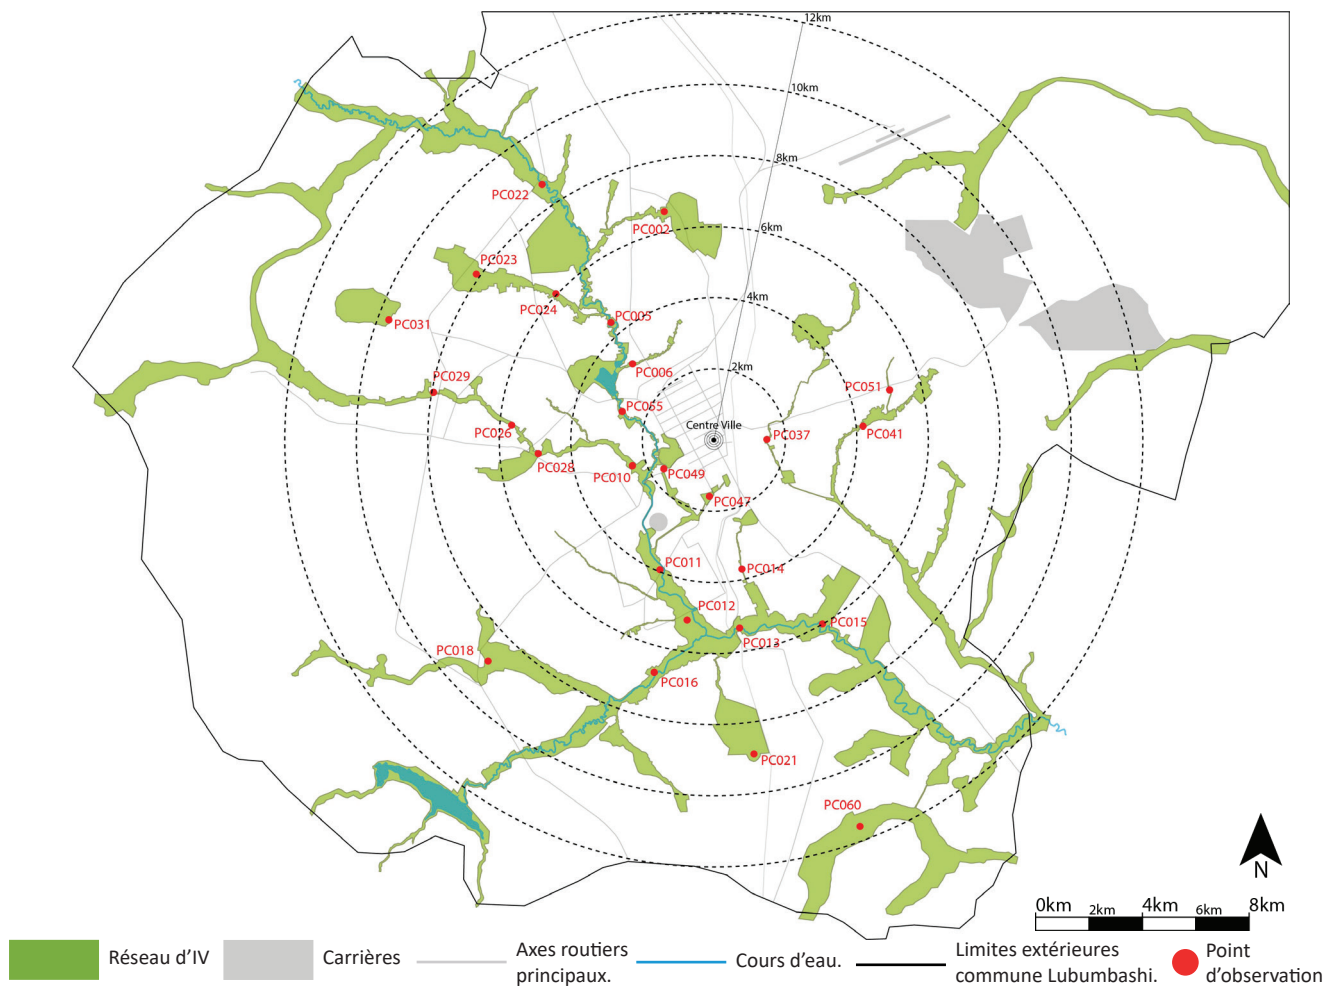 12km
10km
8km
PC022
PC002
6km
PC023
PC024
4km
PC031
PC005
PC006
2km
PC029
PC051
PC055
Centre Ville
PC026
PC037
PC041
PC028
PC010
PC049
PC047
PC011
PC014
PC012
PC015
PC013
PC018
PC016
PC021
PC060
N
0km 2km 4km 6km 8km
Réseau d'IV
Carrières
Axes routiers
principaux.
Cours d'eau.
Limites extérieures
commune Lubumbashi.
Point
d'observation